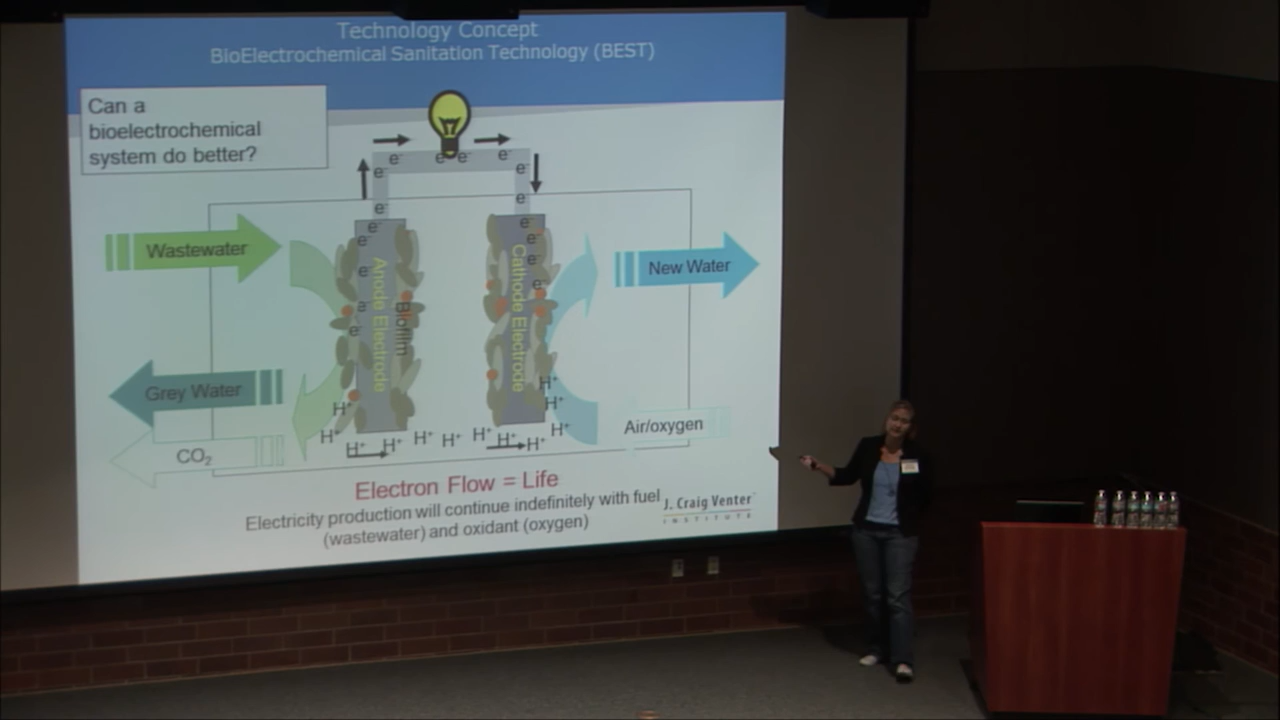 Technology Concept
BioElectrochemical Sanitation Technology (BEST)
Can a
bioelectrochemical
system do better?
e⁻ e⁻ e⁻ e⁻
e⁻ e⁻
e⁻ e⁻
e⁻ e⁻
e⁻ e⁻
e⁻ e⁻
e⁻ e⁻
e⁻
Wastewater
New Water
Anode Electrode
Biofilm
Cathode Electrode
Grey Water
CO₂
Air/oxygen
H⁺ H⁺ H⁺
H⁺ H⁺ H⁺ H⁺ H⁺ H⁺ H⁺ H⁺ H⁺
Electron Flow = Life
Electricity production will continue indefinitely with fuel
(wastewater) and oxidant (oxygen)
J. Craig Venter™
INSTITUTE